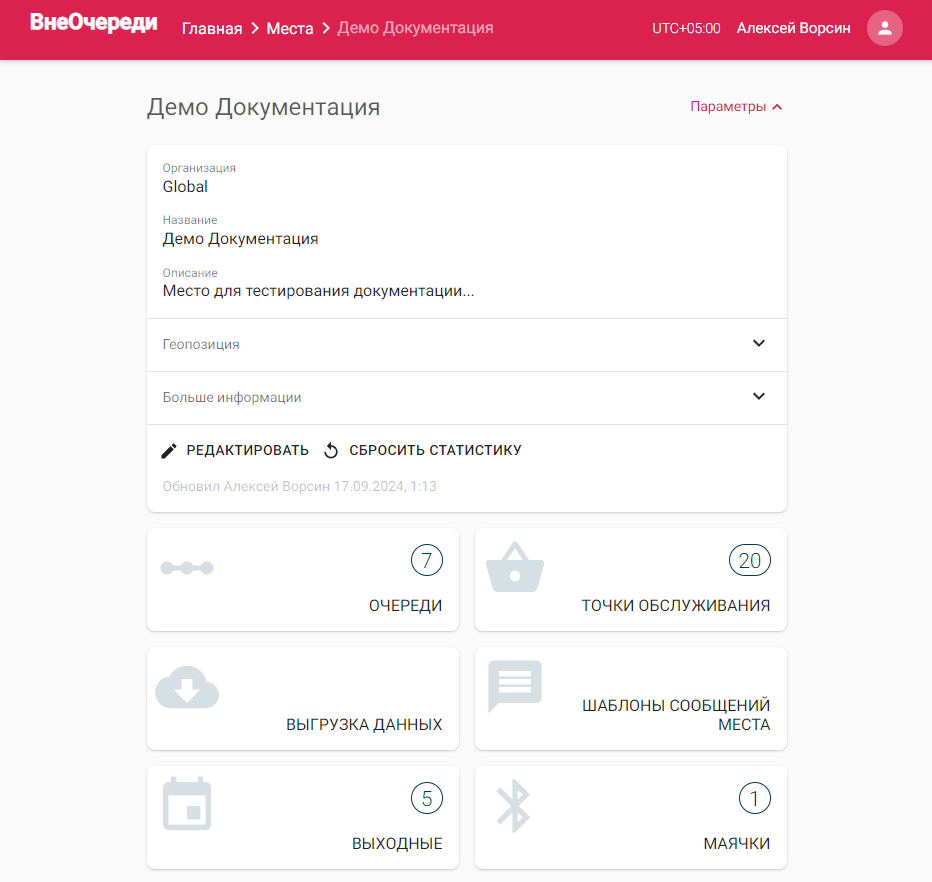 ВнеОчереди
Главная > Места > Демо Документация
UTC+05:00 Алексей Ворсин
Демо Документация
Параметры
Организация
Global
Название
Демо Документация
Описание
Место для тестирования документации...
Геопозиция
Больше информации
РЕДАКТИРОВАТЬ СБРОСИТЬ СТАТИСТИКУ
Обновил Алексей Ворсин 17.09.2024, 1:13
7
ОЧЕРЕДИ
20
ТОЧКИ ОБСЛУЖИВАНИЯ
ВЫГРУЗКА ДАННЫХ
ШАБЛОНЫ СООБЩЕНИЙ
МЕСТА
5
ВЫХОДНЫЕ
1
МАЯЧКИ